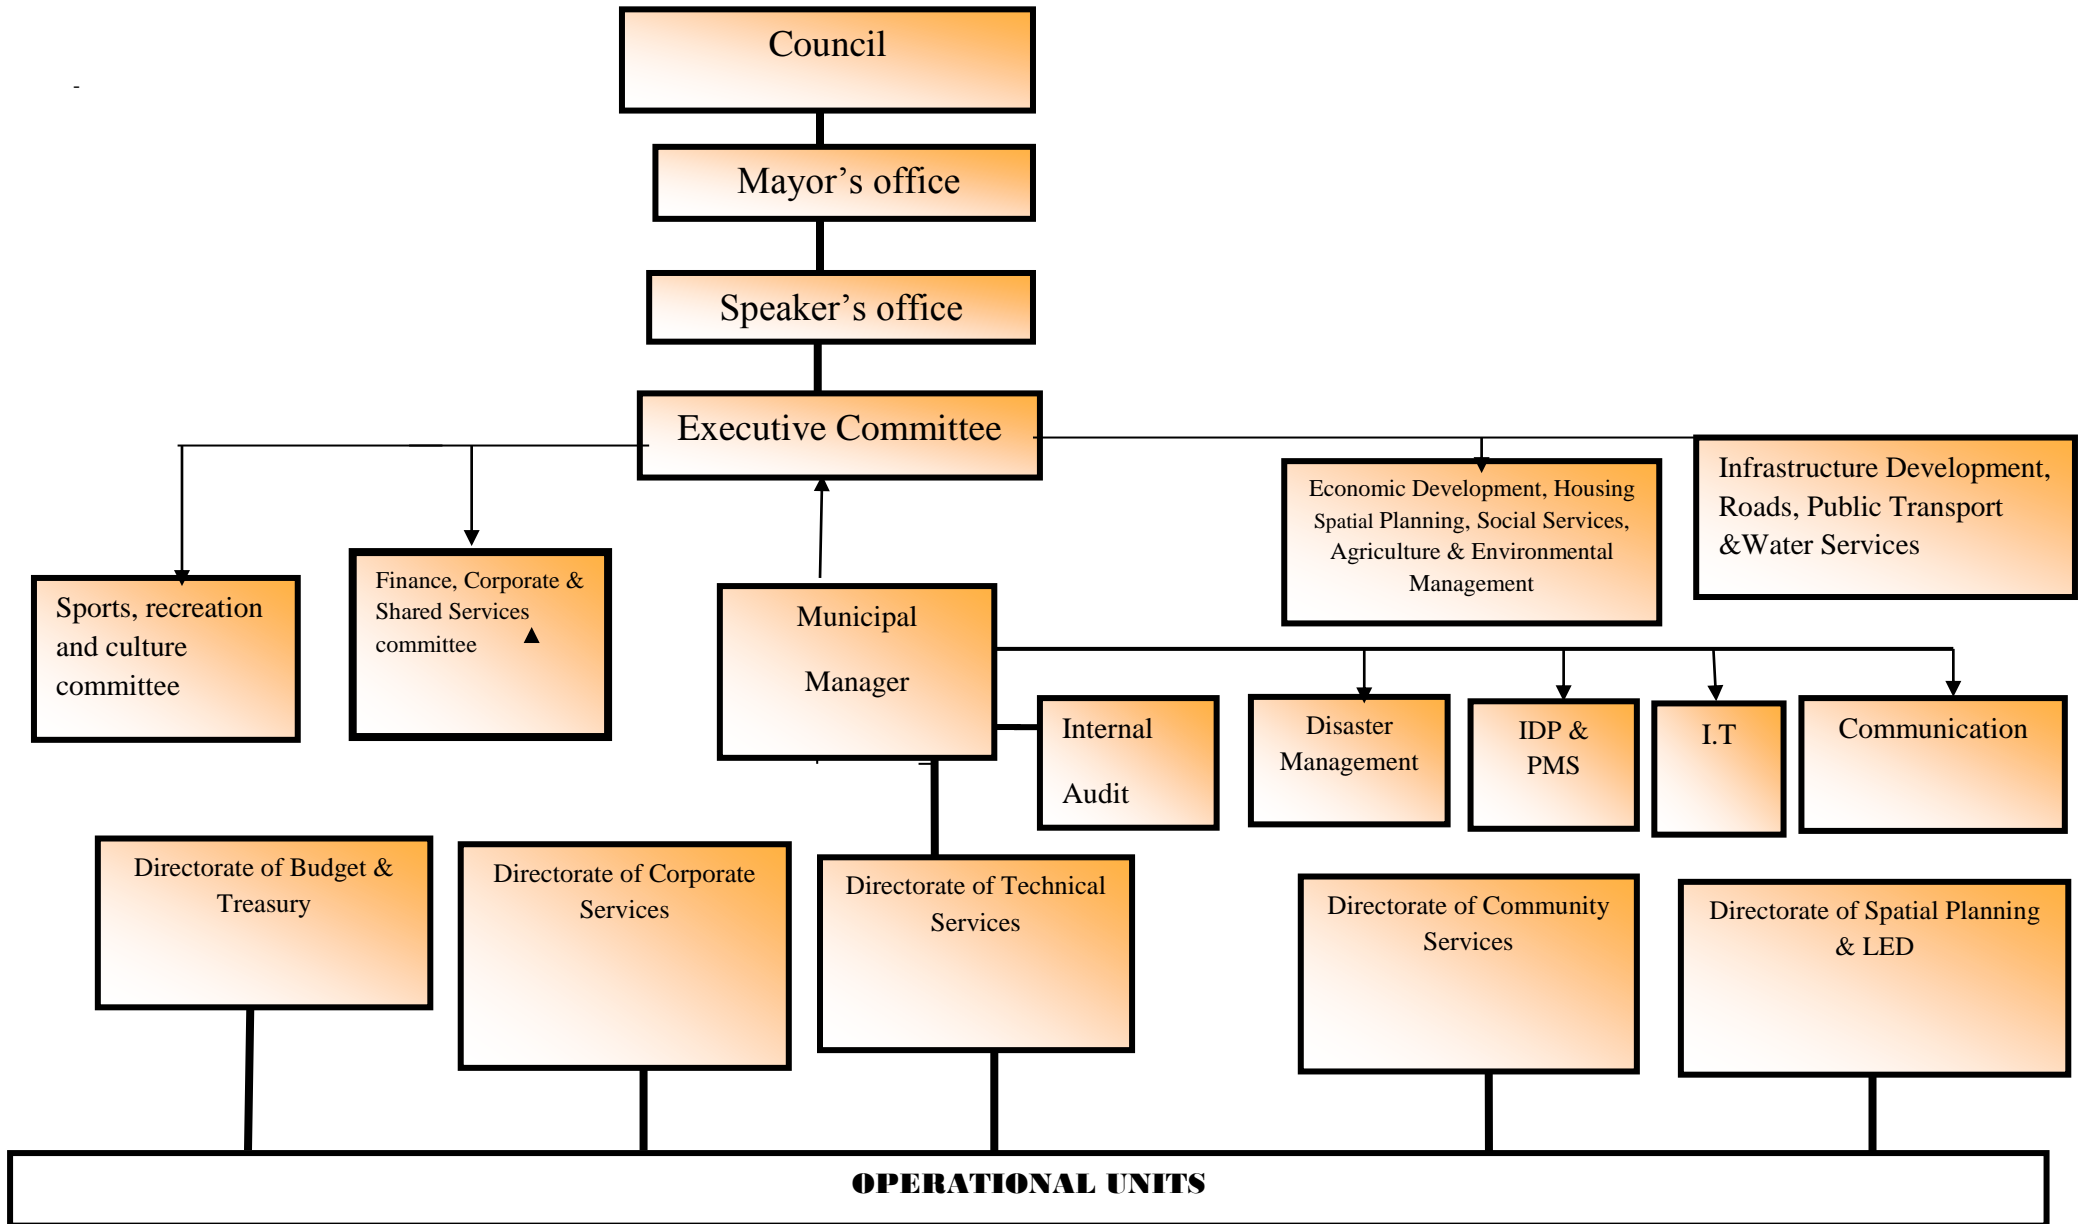 Council
-
Mayor’s office
Speaker’s office
Executive Committee
Sports, recreation
and culture
committee
Finance, Corporate &
Shared Services
committee
Economic Development, Housing
Spatial Planning, Social Services,
Agriculture & Environmental
Management
Infrastructure Development,
Roads, Public Transport
&Water Services
Municipal
Manager
Internal
Audit
Disaster
Management
IDP &
PMS
I.T
Communication
Directorate of Budget &
Treasury
Directorate of Corporate
Services
Directorate of Technical
Services
Directorate of Community
Services
Directorate of Spatial Planning
& LED
OPERATIONAL UNITS